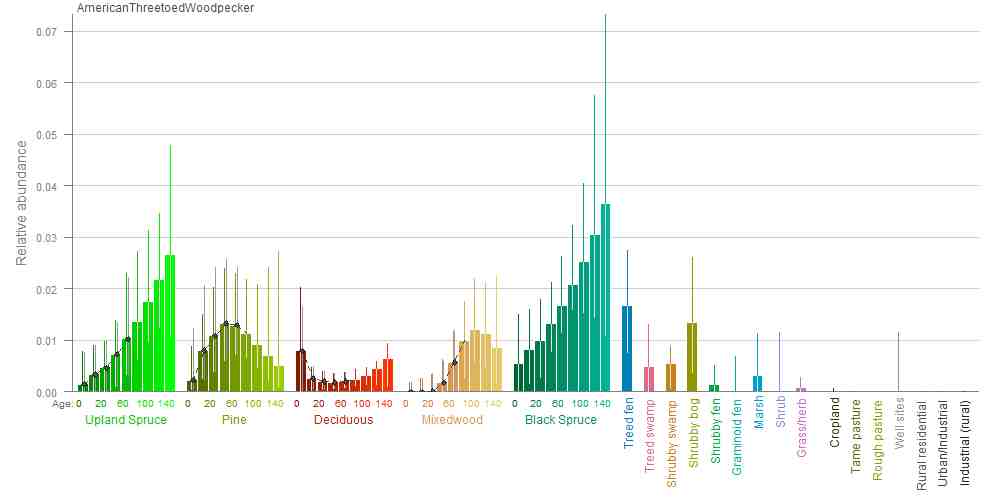 AmericanThreetoedWoodpecker
Relative abundance
0.07
0.06
0.05
0.04
0.03
0.02
0.01
0.00
Age: 0 20 60 100 140 0 20 60 100 140 0 20 60 100 140 0 20 60 100 140 0 20 60 100 140
Upland Spruce Pine Deciduous Mixedwood Black Spruce
Treed fen
Treed swamp
Shrubby swamp
Shrubby bog
Shrubby fen
Graminoid fen
Marsh
Shrub
Grass/herb
Cropland
Tame pasture
Rough pasture
Well sites
Rural residential
Urban/Industrial
Industrial (rural)